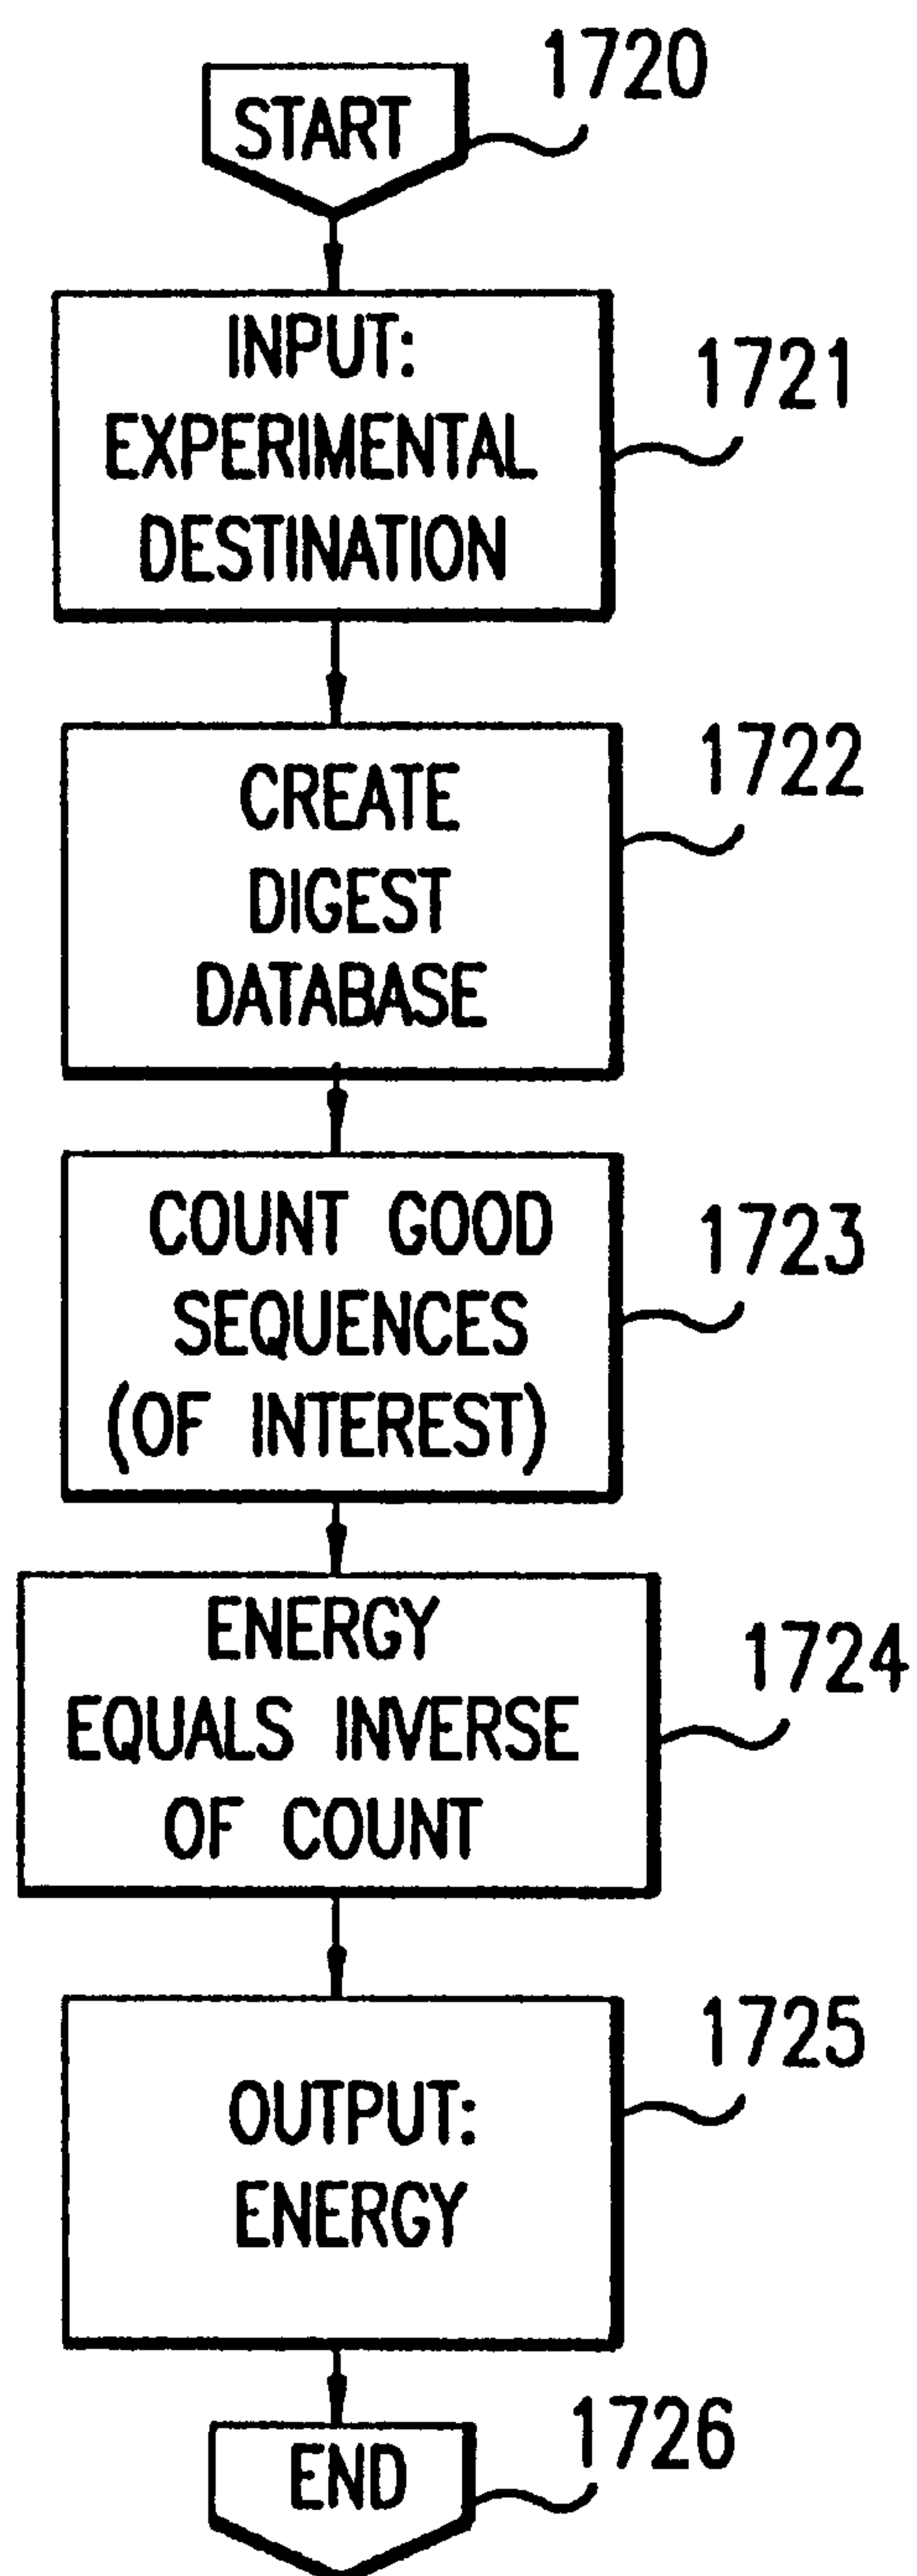 START
1720
INPUT:
EXPERIMENTAL
DESTINATION
1721
CREATE
DIGEST
DATABASE
1722
COUNT GOOD
SEQUENCES
(OF INTEREST)
1723
ENERGY
EQUALS INVERSE
OF COUNT
1724
OUTPUT:
ENERGY
1725
END
1726